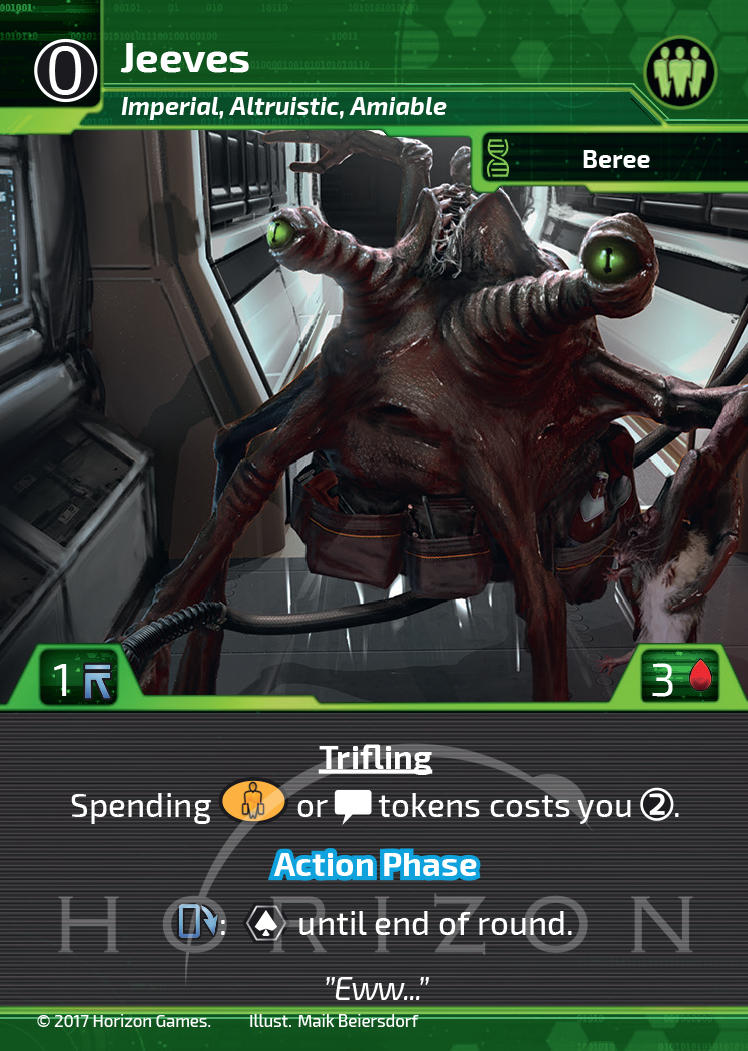 0
Jeeves
Imperial, Altruistic, Amiable
Beree
1
3
Trifling
Spending or tokens costs you ②.
Action Phase
: ♠ until end of round.
HORIZON
"Eww..."
© 2017 Horizon Games. Illust. Maik Beiersdorf